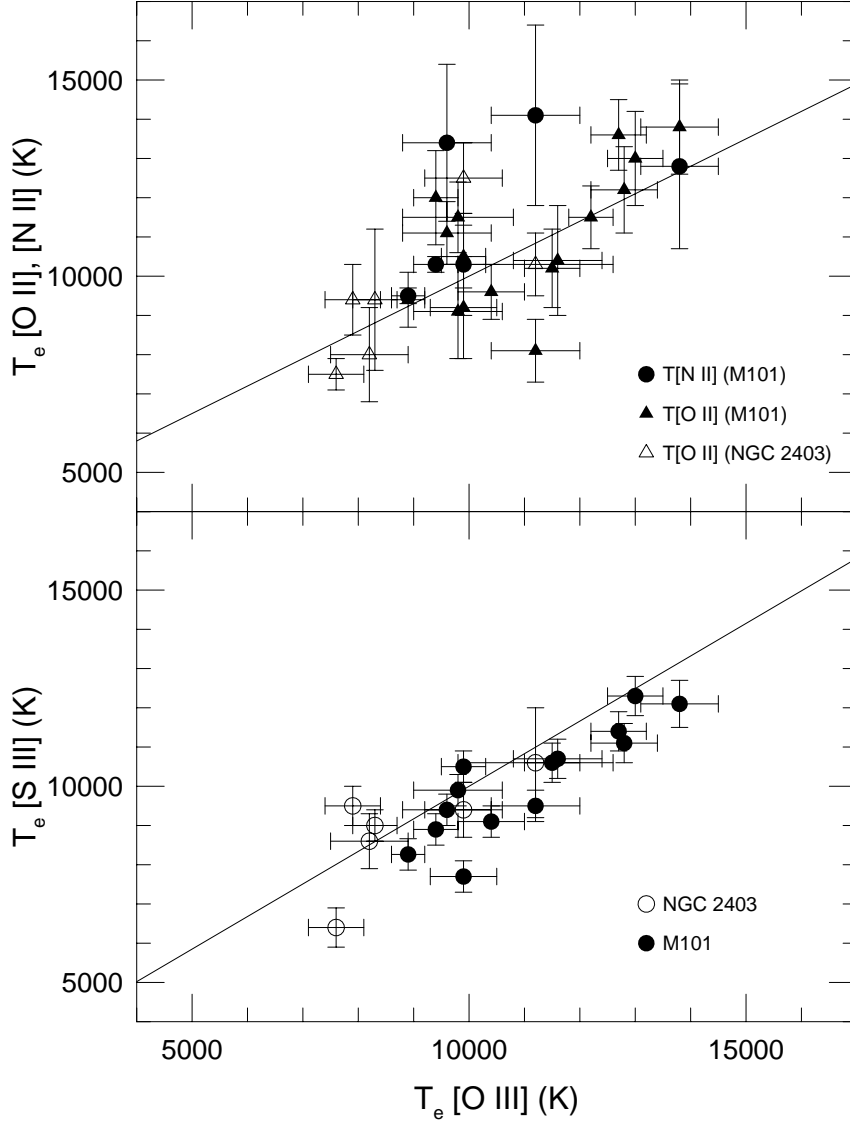 15000
10000
5000
T_e [O II], [N II] (K)
T[N II] (M101)
T[O II] (M101)
T[O II] (NGC 2403)
15000
10000
5000
T_e [S III] (K)
NGC 2403
M101
5000 10000 15000
T_e [O III] (K)